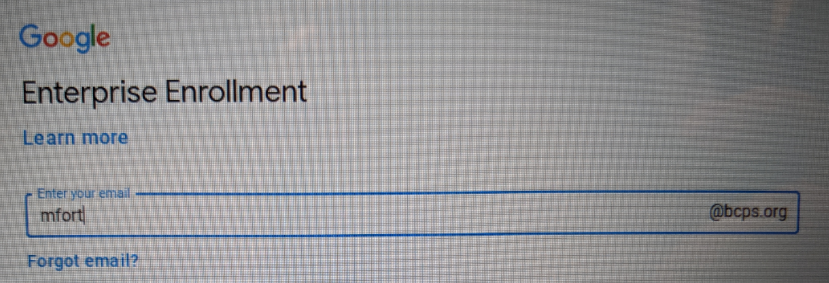 Google
Enterprise Enrollment
Learn more
Enter your email
mfort @bcps.org
Forgot email?